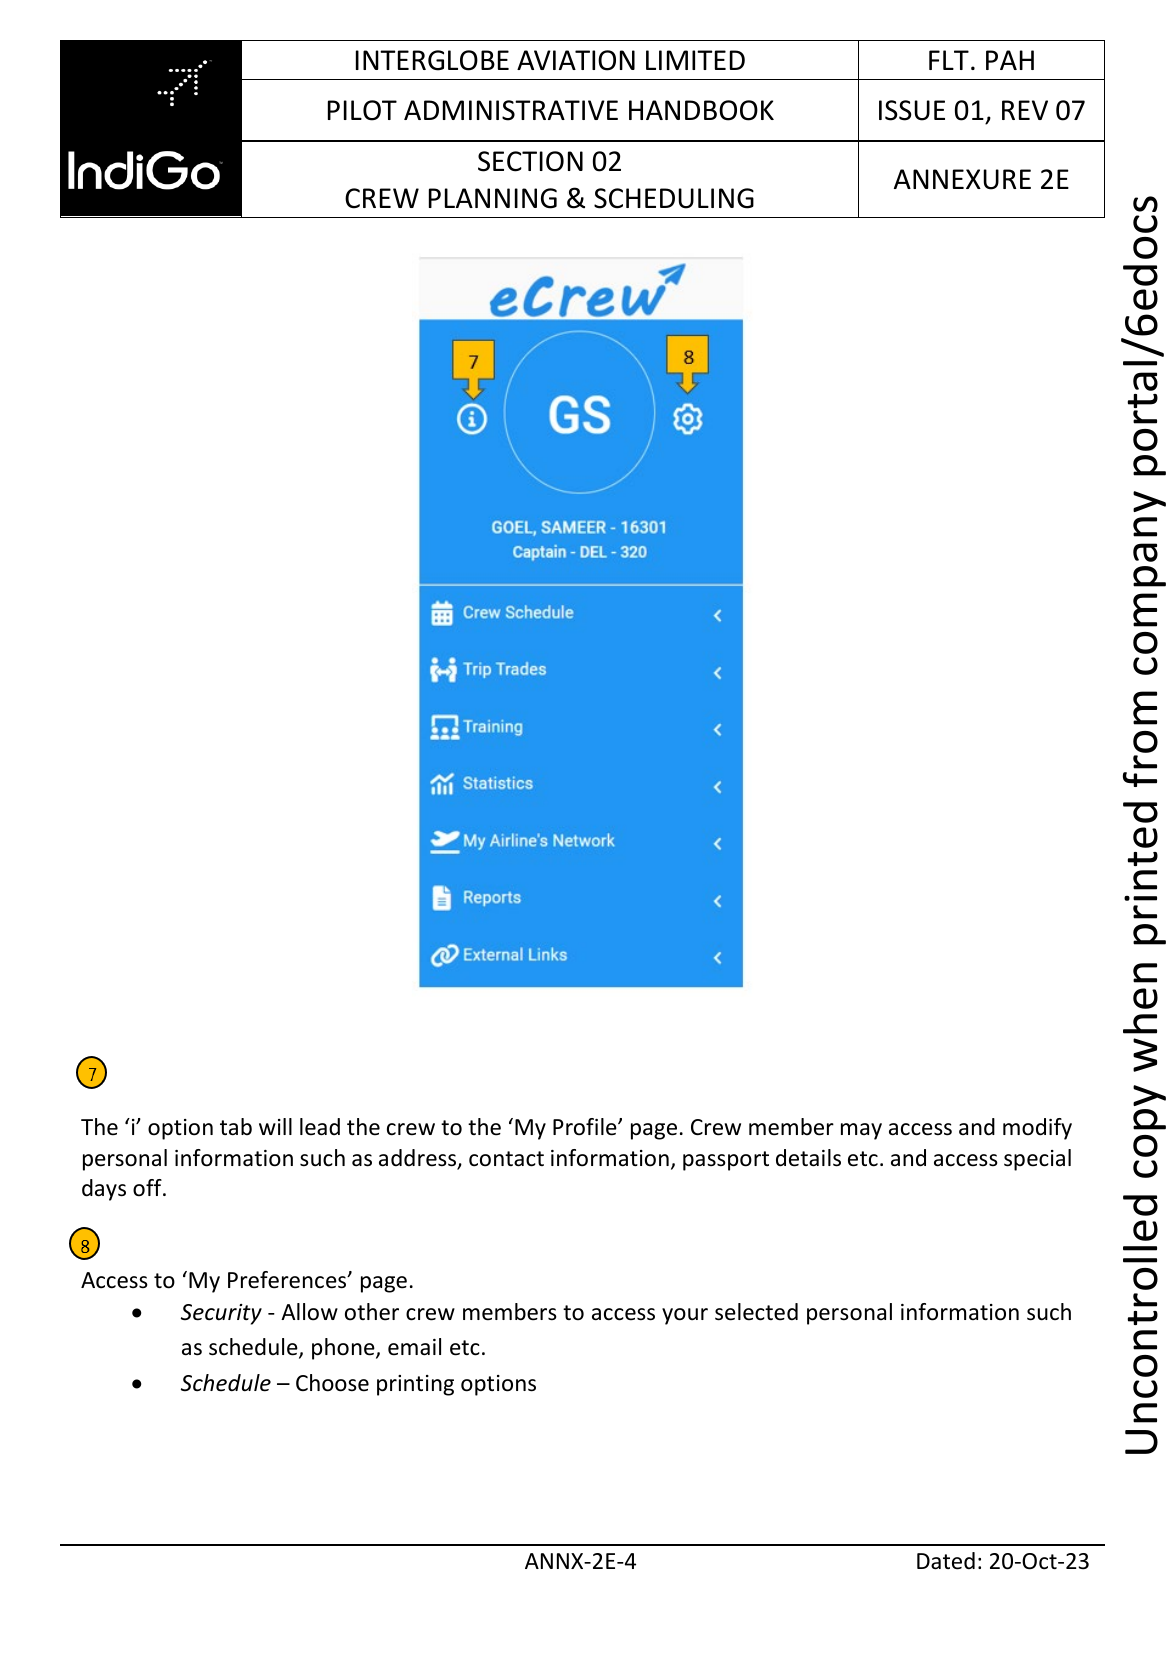 IndiGo
INTERGLOBE AVIATION LIMITED
FLT. PAH
PILOT ADMINISTRATIVE HANDBOOK
ISSUE 01, REV 07
SECTION 02
CREW PLANNING & SCHEDULING
ANNEXURE 2E
eCrew
7
8
GS
GOEL, SAMEER - 16301
Captain - DEL - 320
Crew Schedule
Trip Trades
Training
Statistics
My Airline's Network
Reports
External Links
7
The ‘i’ option tab will lead the crew to the ‘My Profile’ page. Crew member may access and modify
personal information such as address, contact information, passport details etc. and access special
days off.
8
Access to ‘My Preferences’ page.
• Security - Allow other crew members to access your selected personal information such
as schedule, phone, email etc.
• Schedule – Choose printing options
ANNX-2E-4
Dated: 20-Oct-23
Uncontrolled copy when printed from company portal/6edocs